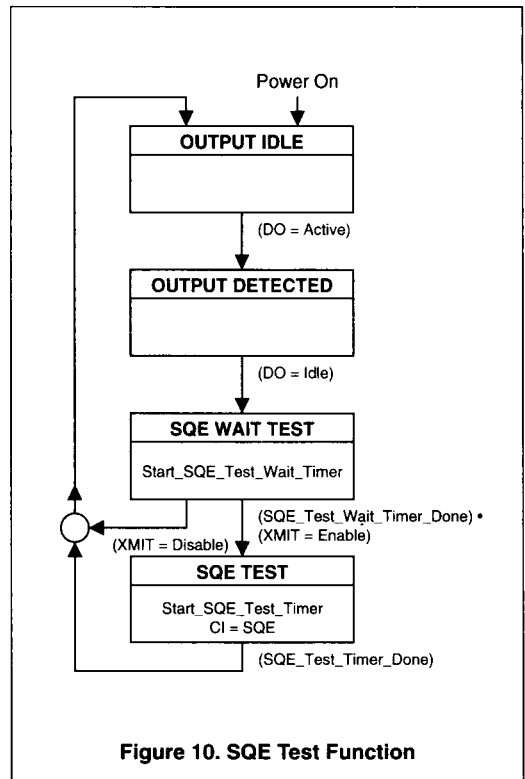 Power On
OUTPUT IDLE
(DO = Active)
OUTPUT DETECTED
(DO = Idle)
SQE WAIT TEST
Start_SQE_Test_Wait_Timer
(SQE_Test_Wait_Timer_Done) •
(XMIT = Disable) (XMIT = Enable)
SQE TEST
Start_SQE_Test_Timer
CI = SQE
(SQE_Test_Timer_Done)
Figure 10. SQE Test Function